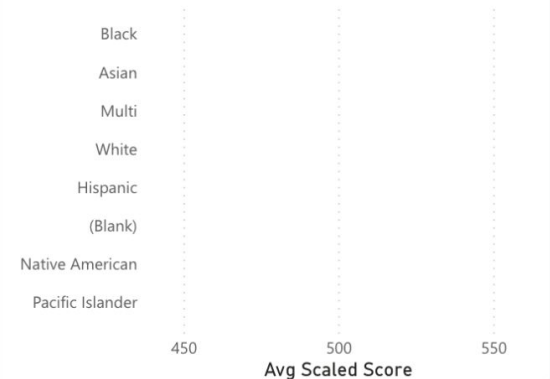 Black
Asian
Multi
White
Hispanic
(Blank)
Native American
Pacific Islander
450 500 550
Avg Scaled Score